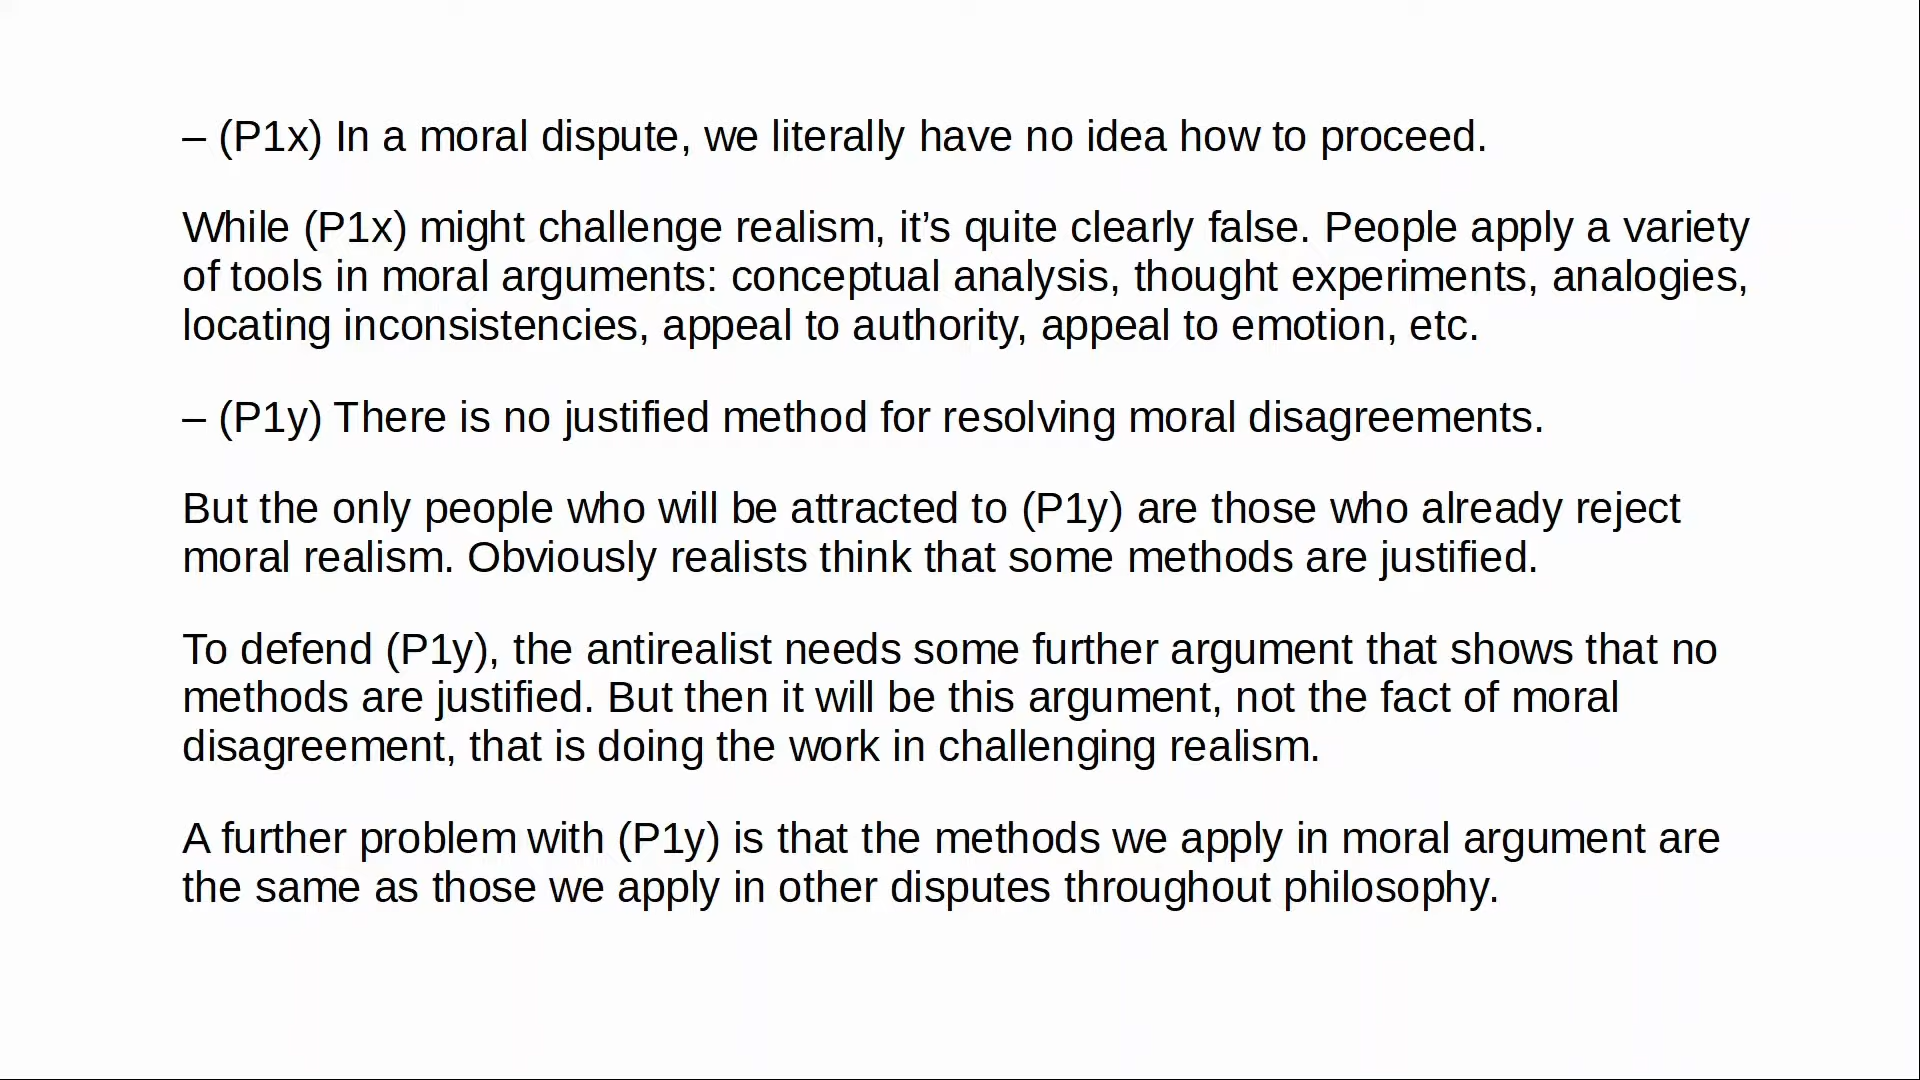 – (P1x) In a moral dispute, we literally have no idea how to proceed.
While (P1x) might challenge realism, it’s quite clearly false. People apply a variety
of tools in moral arguments: conceptual analysis, thought experiments, analogies,
locating inconsistencies, appeal to authority, appeal to emotion, etc.
– (P1y) There is no justified method for resolving moral disagreements.
But the only people who will be attracted to (P1y) are those who already reject
moral realism. Obviously realists think that some methods are justified.
To defend (P1y), the antirealist needs some further argument that shows that no
methods are justified. But then it will be this argument, not the fact of moral
disagreement, that is doing the work in challenging realism.
A further problem with (P1y) is that the methods we apply in moral argument are
the same as those we apply in other disputes throughout philosophy.